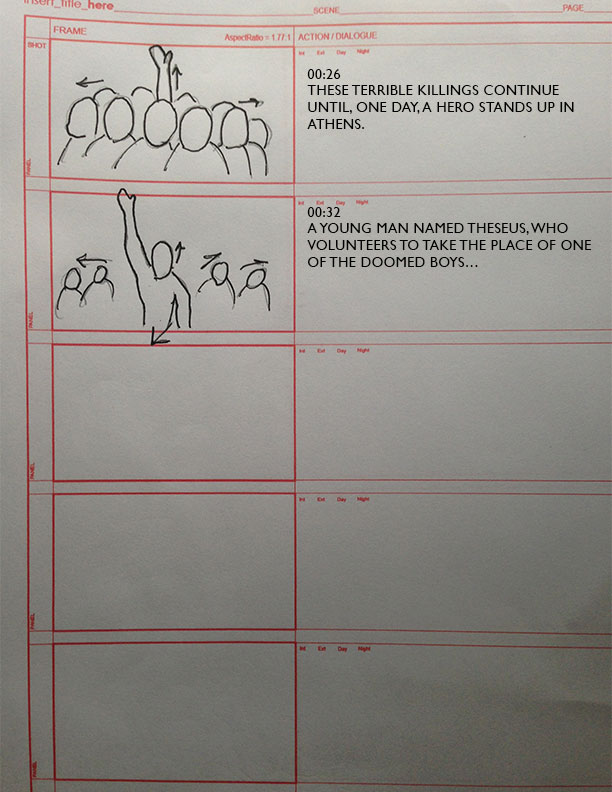 insert_title_here
SCENE
PAGE
FRAME
AspectRatio = 1.77:1
ACTION / DIALOGUE
SHOT
Int Ext Day Night
00:26
THESE TERRIBLE KILLINGS CONTINUE
UNTIL, ONE DAY, A HERO STANDS UP IN
ATHENS.
PANEL
Int Ext Day Night
00:32
A YOUNG MAN NAMED THESEUS, WHO
VOLUNTEERS TO TAKE THE PLACE OF ONE
OF THE DOOMED BOYS...
PANEL
Int Ext Day Night
PANEL
Int Ext Day Night
PANEL
Int Ext Day Night
PANEL